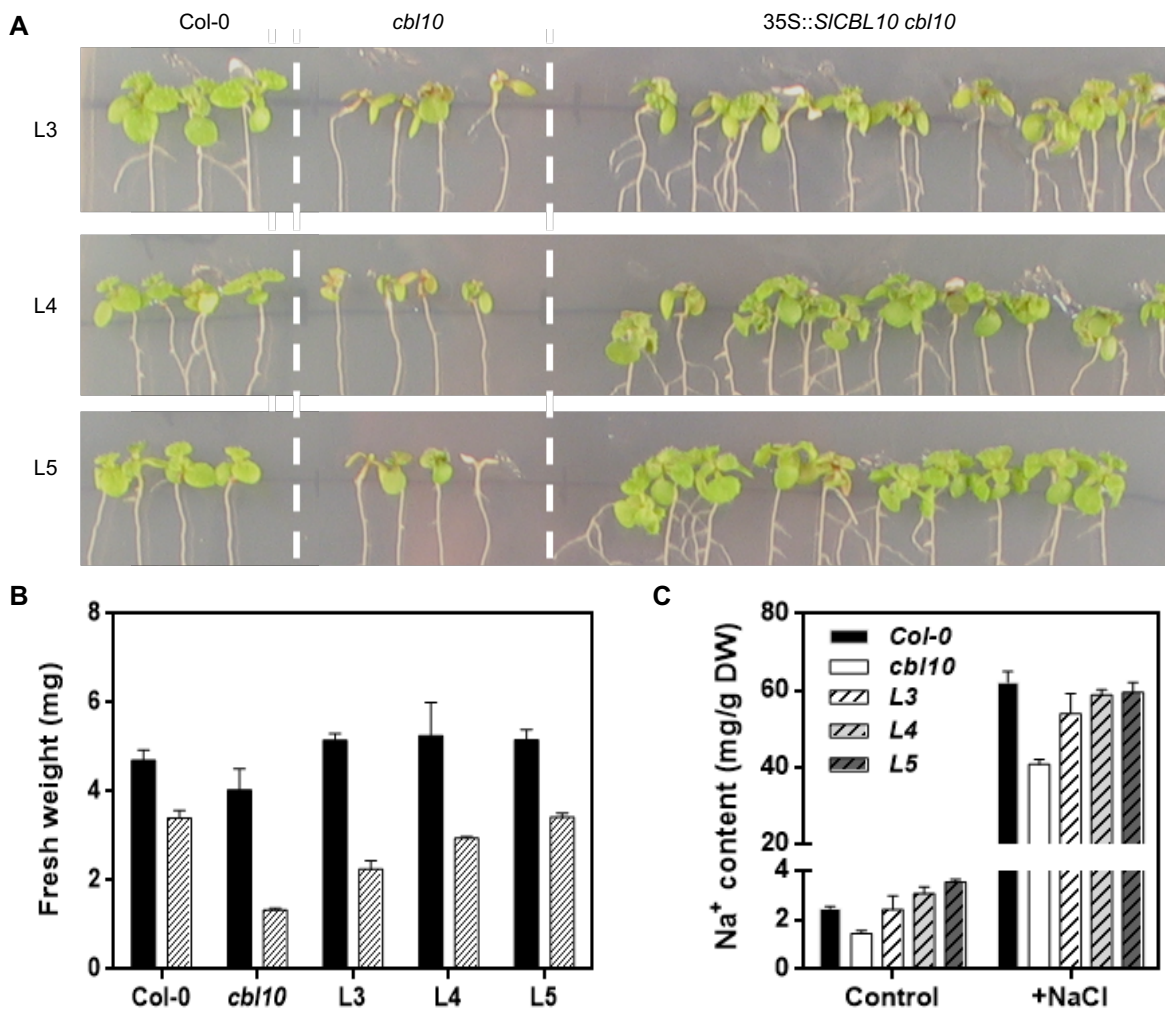 A
Col-0 cbl10 35S::SlCBL10 cbl10
L3
L4
L5
B
8
6
4
2
0
Fresh weight (mg)
Col-0 cbl10 L3 L4 L5
C
80
60
40
20
4
2
0
Na⁺ content (mg/g DW)
Col-0
cbl10
L3
L4
L5
Control +NaCl